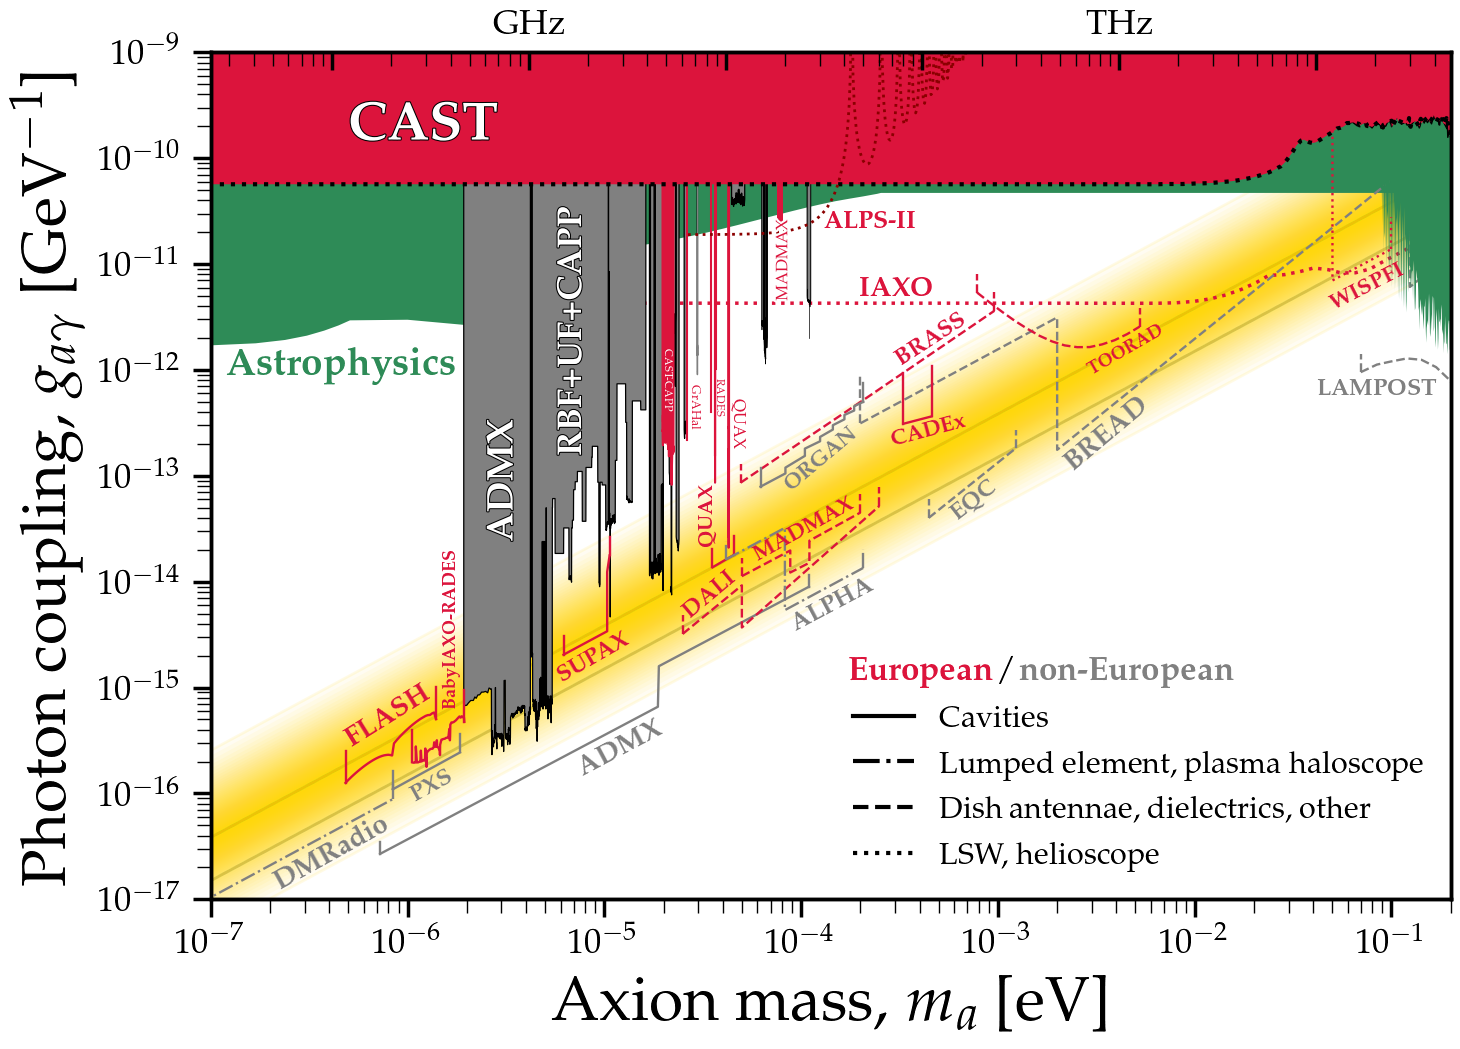 GHz THz
10⁻⁹
10⁻¹⁰
10⁻¹¹
10⁻¹²
10⁻¹³
10⁻¹⁴
10⁻¹⁵
10⁻¹⁶
10⁻¹⁷
Photon coupling, gₐᵧ [GeV⁻¹]
CAST
ALPS-II
MADMAX
IAXO
WISPFI
Astrophysics
ADMX
RBF+UF+CAPP
CAST-CAPP
GrAHal
RADES
QUAX
BRASS
TOORAD
LAMPOST
CADEx
ORGAN
BREAD
EQC
QUAX
MADMAX
DALI
ALPHA
BabyIAXO-RADES
SUPAX
FLASH
PXS
ADMX
DMRadio
European / non-European
Cavities
Lumped element, plasma haloscope
Dish antennae, dielectrics, other
LSW, helioscope
10⁻⁷ 10⁻⁶ 10⁻⁵ 10⁻⁴ 10⁻³ 10⁻² 10⁻¹
Axion mass, mₐ [eV]